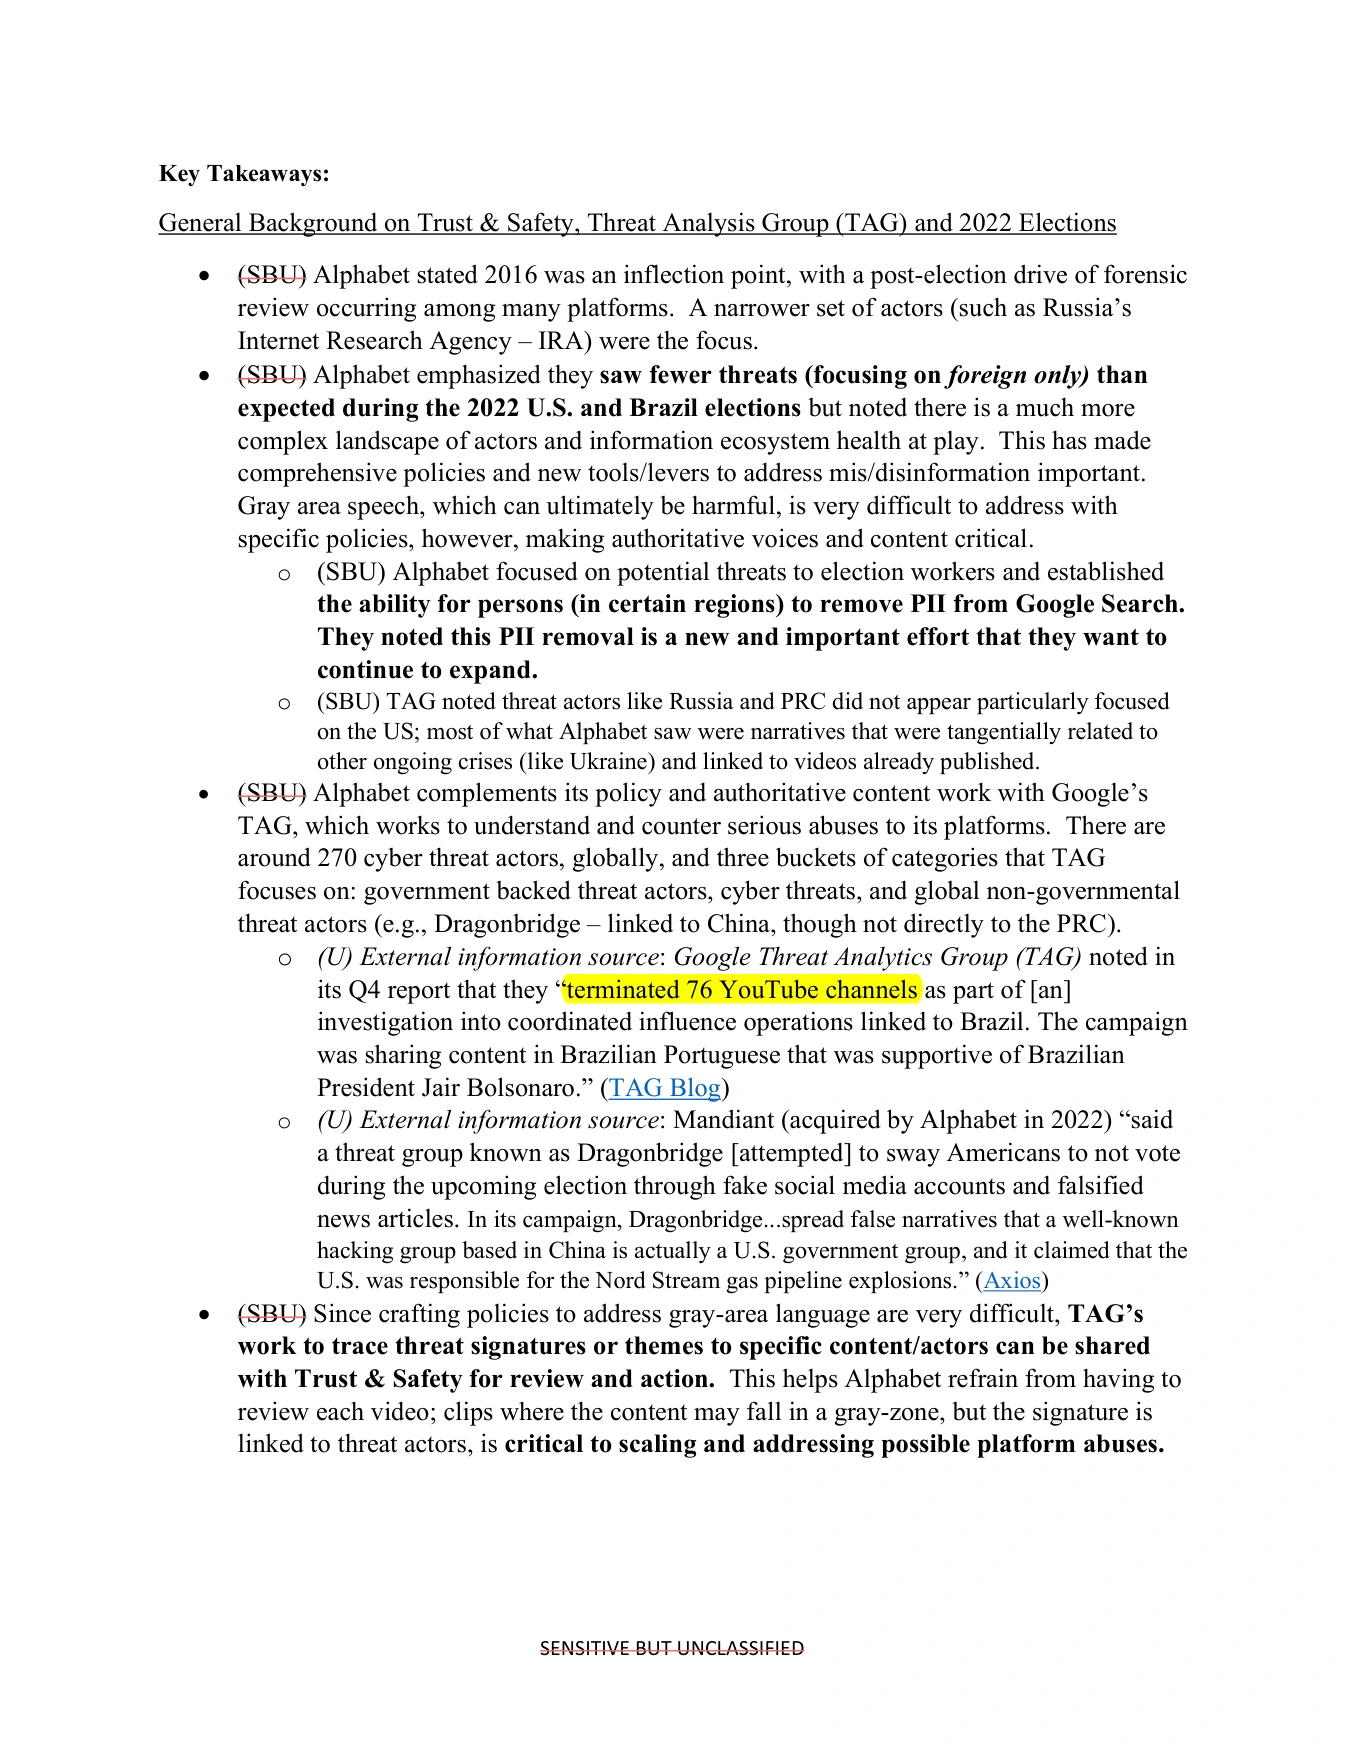 Key Takeaways:
General Background on Trust & Safety, Threat Analysis Group (TAG) and 2022 Elections
• (SBU) Alphabet stated 2016 was an inflection point, with a post-election drive of forensic
review occurring among many platforms.  A narrower set of actors (such as Russia’s
Internet Research Agency – IRA) were the focus.
• (SBU) Alphabet emphasized they saw fewer threats (focusing on foreign only) than
expected during the 2022 U.S. and Brazil elections but noted there is a much more
complex landscape of actors and information ecosystem health at play.  This has made
comprehensive policies and new tools/levers to address mis/disinformation important.
Gray area speech, which can ultimately be harmful, is very difficult to address with
specific policies, however, making authoritative voices and content critical.
o (SBU) Alphabet focused on potential threats to election workers and established
the ability for persons (in certain regions) to remove PII from Google Search.
They noted this PII removal is a new and important effort that they want to
continue to expand.
o (SBU) TAG noted threat actors like Russia and PRC did not appear particularly focused
on the US; most of what Alphabet saw were narratives that were tangentially related to
other ongoing crises (like Ukraine) and linked to videos already published.
• (SBU) Alphabet complements its policy and authoritative content work with Google’s
TAG, which works to understand and counter serious abuses to its platforms.  There are
around 270 cyber threat actors, globally, and three buckets of categories that TAG
focuses on: government backed threat actors, cyber threats, and global non-governmental
threat actors (e.g., Dragonbridge – linked to China, though not directly to the PRC).
o (U) External information source: Google Threat Analytics Group (TAG) noted in
its Q4 report that they “terminated 76 YouTube channels as part of [an]
investigation into coordinated influence operations linked to Brazil. The campaign
was sharing content in Brazilian Portuguese that was supportive of Brazilian
President Jair Bolsonaro.” (TAG Blog)
o (U) External information source: Mandiant (acquired by Alphabet in 2022) “said
a threat group known as Dragonbridge [attempted] to sway Americans to not vote
during the upcoming election through fake social media accounts and falsified
news articles. In its campaign, Dragonbridge...spread false narratives that a well-known
hacking group based in China is actually a U.S. government group, and it claimed that the
U.S. was responsible for the Nord Stream gas pipeline explosions.” (Axios)
• (SBU) Since crafting policies to address gray-area language are very difficult, TAG’s
work to trace threat signatures or themes to specific content/actors can be shared
with Trust & Safety for review and action.  This helps Alphabet refrain from having to
review each video; clips where the content may fall in a gray-zone, but the signature is
linked to threat actors, is critical to scaling and addressing possible platform abuses.
SENSITIVE BUT UNCLASSIFIED